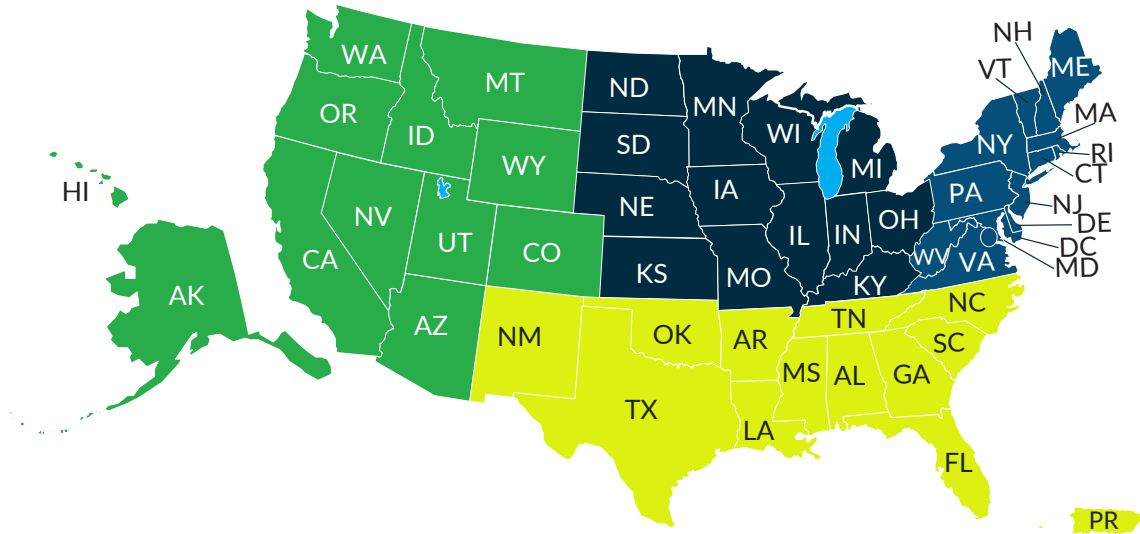 NH
WA
VT
ME
MT
ND
MN
OR
MA
ID
WI
SD
NY
RI
WY
MI
CT
HI
IA
PA
NV
NE
OH
NJ
UT
IL
IN
DE
CO
WV
DC
CA
KS
MO
VA
MD
KY
AK
NC
AZ
NM
OK
AR
TN
SC
MS
AL
GA
TX
LA
FL
PR